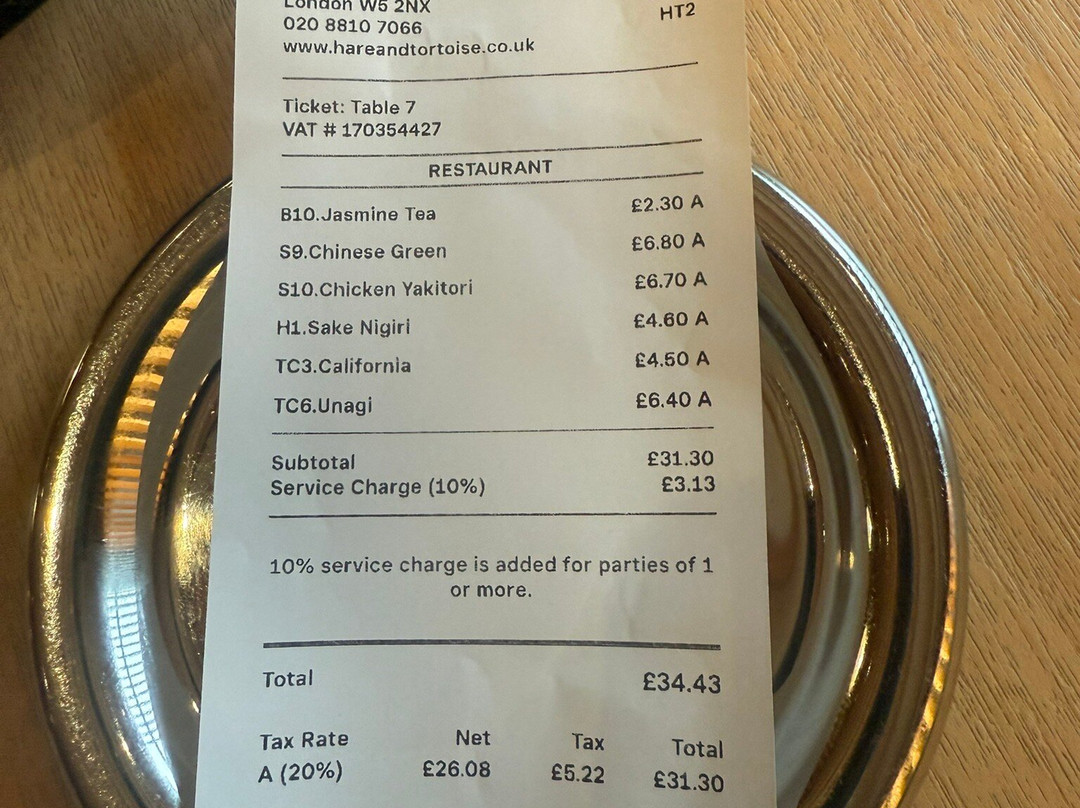 London W5 2NX
HT2
020 8810 7066
www.hareandtortoise.co.uk
Ticket: Table 7
VAT # 170354427
RESTAURANT
B10.Jasmine Tea £2.30 A
S9.Chinese Green £6.80 A
S10.Chicken Yakitori £6.70 A
H1.Sake Nigiri £4.60 A
TC3.California £4.50 A
TC6.Unagi £6.40 A
Subtotal £31.30
Service Charge (10%) £3.13
10% service charge is added for parties of 1
or more.
Total £34.43
Tax Rate Net Tax Total
A (20%) £26.08 £5.22 £31.30